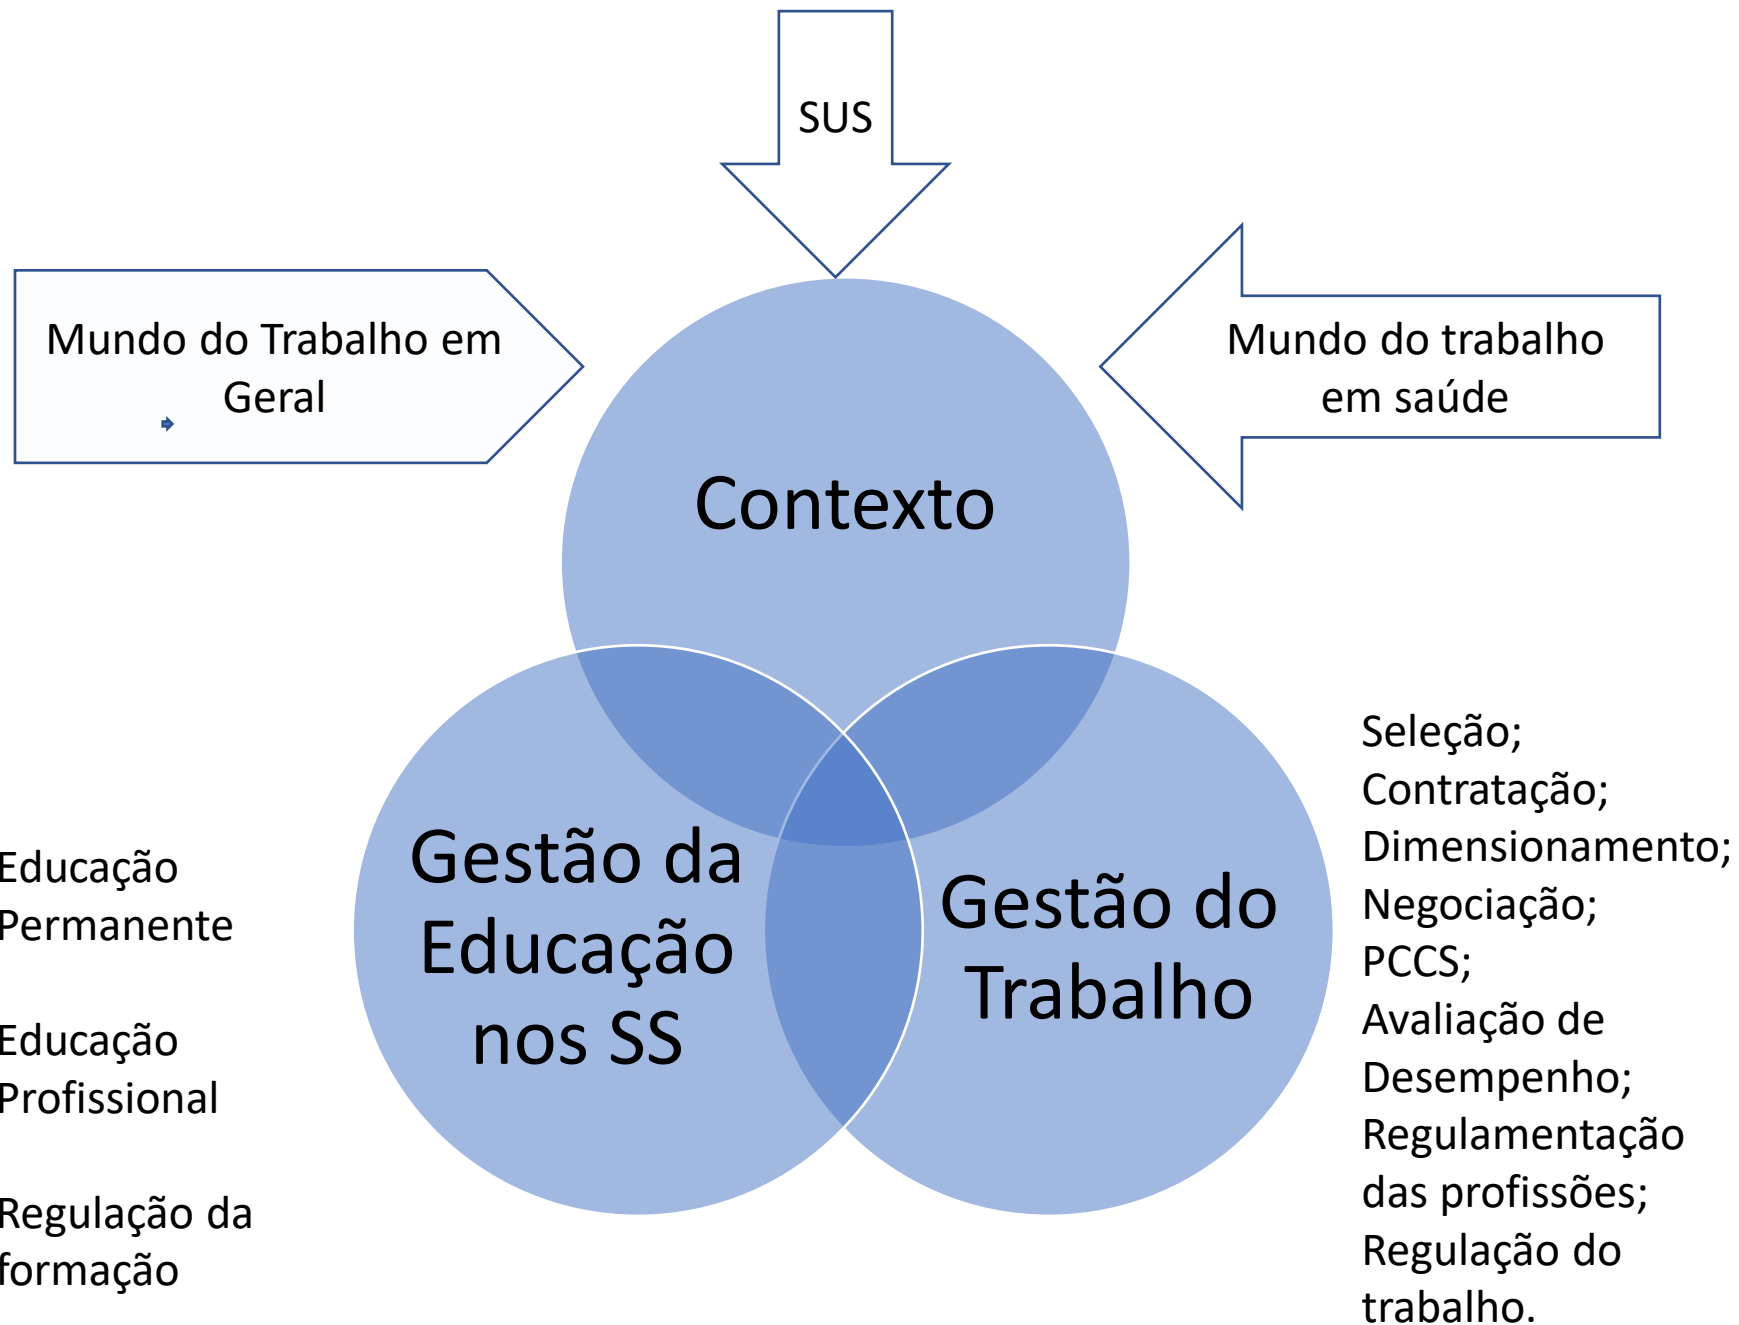 SUS
Mundo do Trabalho em
Geral
Mundo do trabalho
em saúde
Contexto
Gestão da
Educação
nos SS
Gestão do
Trabalho
Educação
Permanente
Educação
Profissional
Regulação da
formação
Seleção;
Contratação;
Dimensionamento;
Negociação;
PCCS;
Avaliação de
Desempenho;
Regulamentação
das profissões;
Regulação do
trabalho.